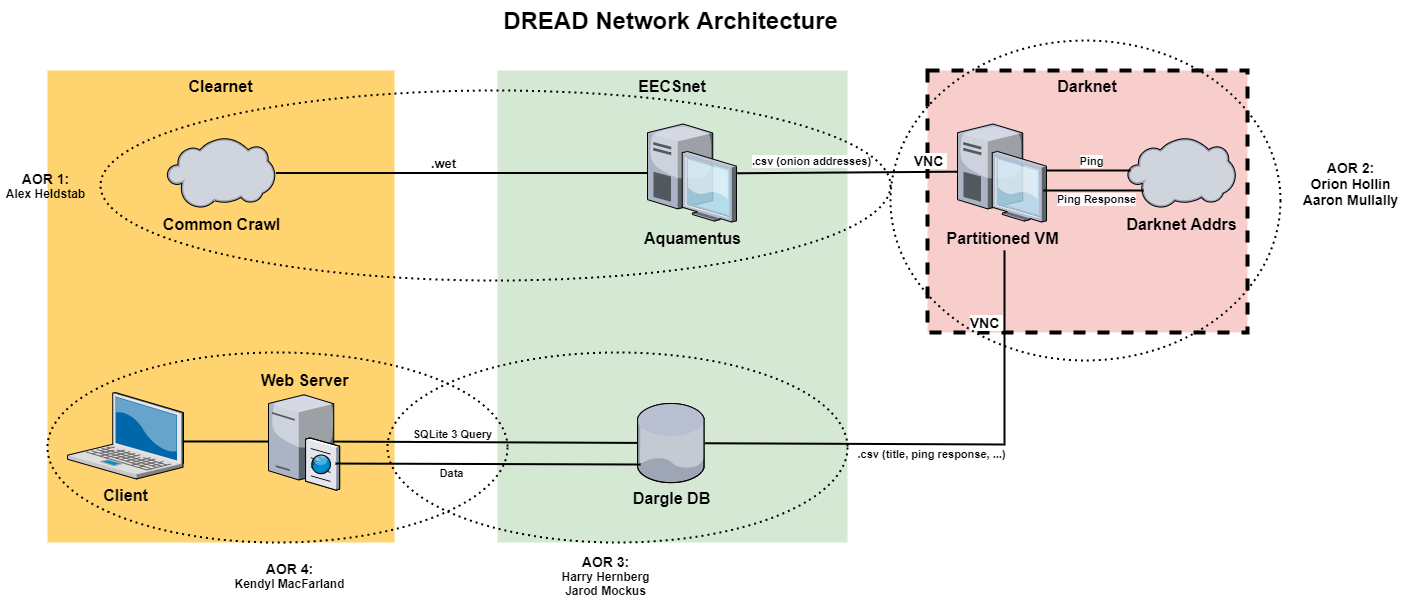 DREAD Network Architecture
Clearnet
EECSnet
Darknet
AOR 1:
Alex Heldstab
.wet
.csv (onion addresses)
VNC
Ping
Ping Response
AOR 2:
Orion Hollin
Aaron Mullally
Common Crawl
Aquamentus
Partitioned VM
Darknet Addrs
VNC
Web Server
SQLite 3 Query
Data
.csv (title, ping response, ...)
Client
Dargle DB
AOR 4:
Kendyl MacFarland
AOR 3:
Harry Hernberg
Jarod Mockus